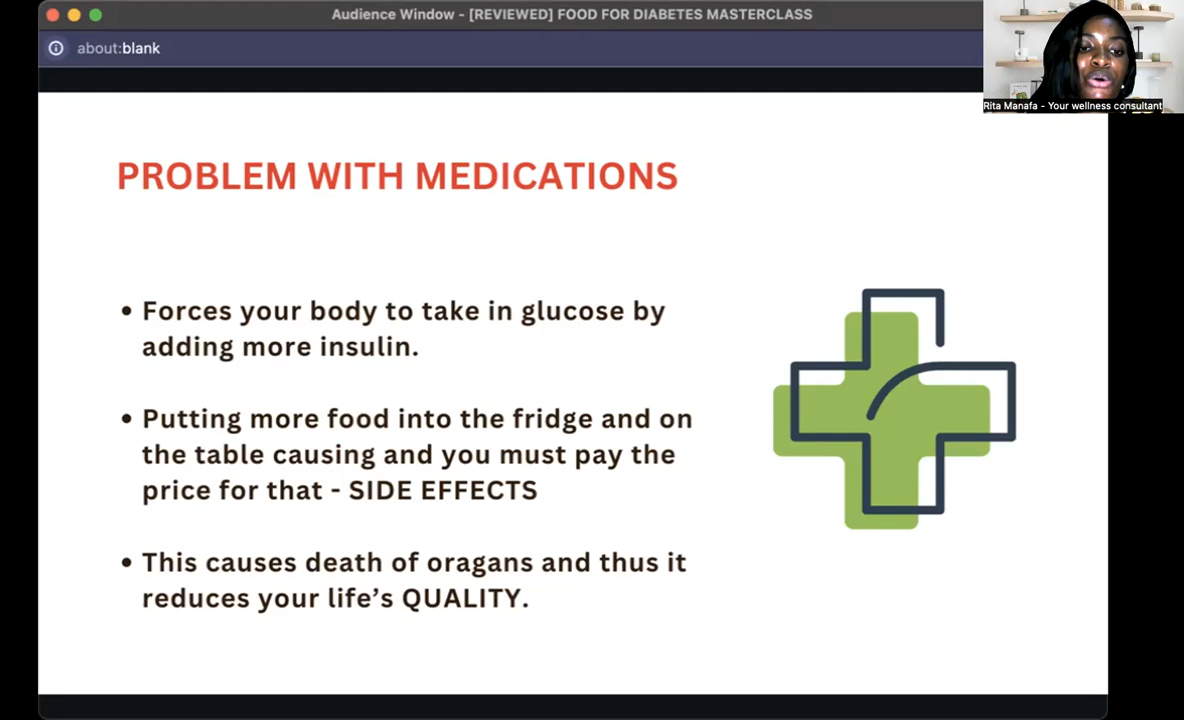 Audience Window - [REVIEWED] FOOD FOR DIABETES MASTERCLASS
about:blank
Rita Manafa - Your wellness consultant
PROBLEM WITH MEDICATIONS
• Forces your body to take in glucose by
adding more insulin.
• Putting more food into the fridge and on
the table causing and you must pay the
price for that - SIDE EFFECTS
• This causes death of oragans and thus it
reduces your life’s QUALITY.